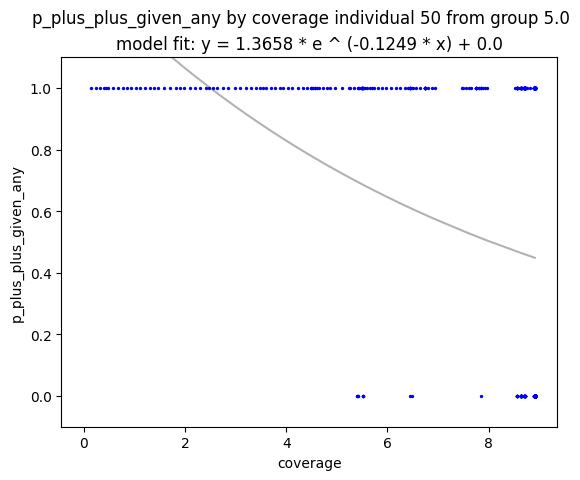 p_plus_plus_given_any by coverage individual 50 from group 5.0
model fit: y = 1.3658 * e ^ (-0.1249 * x) + 0.0
p_plus_plus_given_any
1.0
0.8
0.6
0.4
0.2
0.0
0
2
4
6
8
coverage